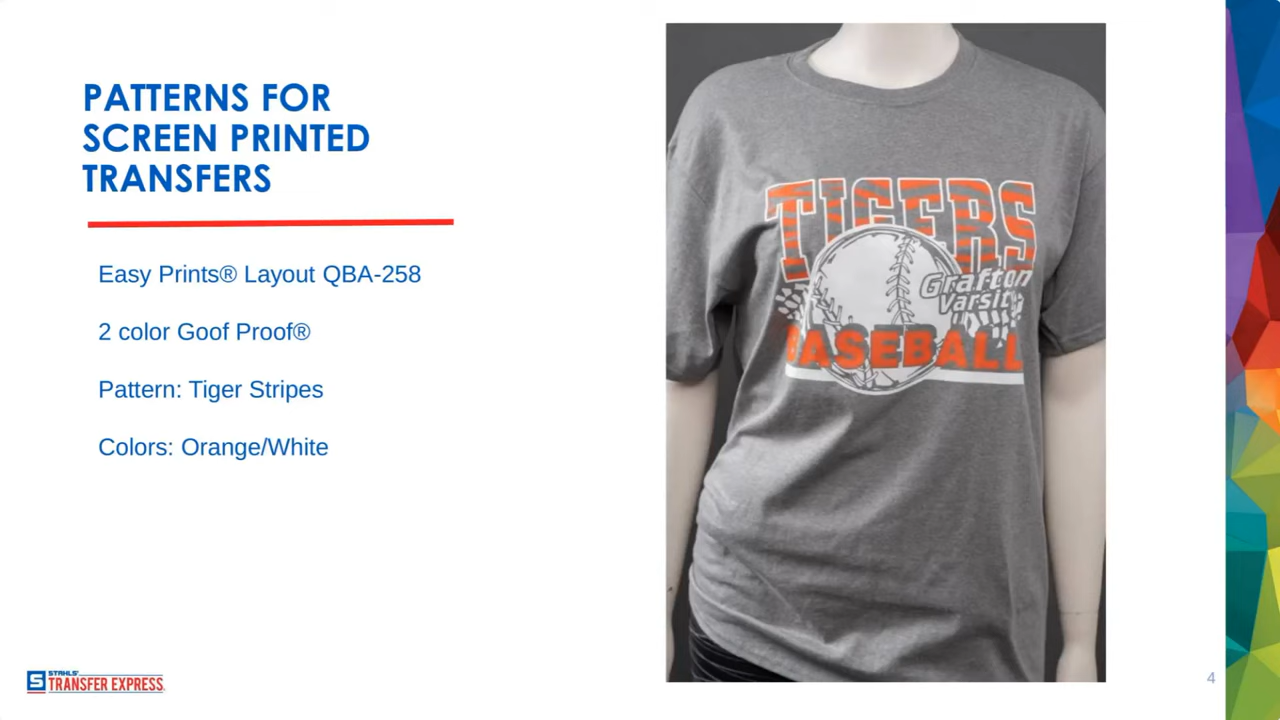 PATTERNS FOR
SCREEN PRINTED
TRANSFERS
Easy Prints® Layout QBA-258
2 color Goof Proof®
Pattern: Tiger Stripes
Colors: Orange/White
TIGERS
Grafton
Varsity
BASEBALL
S STAHLS'
TRANSFER EXPRESS
4